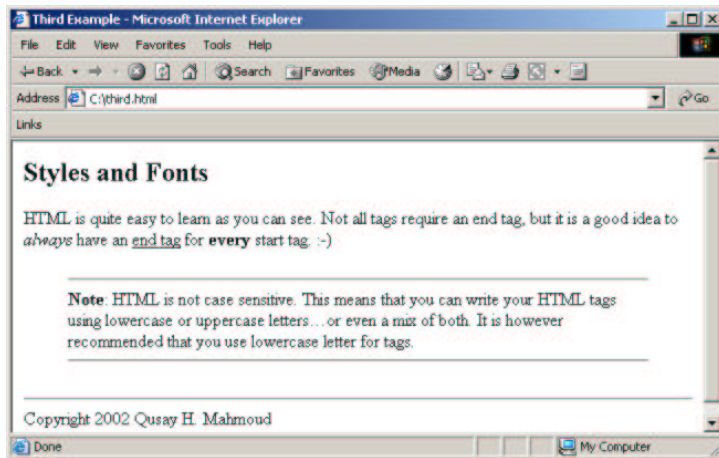 Third Example - Microsoft Internet Explorer
File Edit View Favorites Tools Help
Back Search Favorites Media
Address C:\third.html Go
Links
Styles and Fonts
HTML is quite easy to learn as you can see. Not all tags require an end tag, but it is a good idea to
always have an end tag for every start tag. :-)
Note: HTML is not case sensitive. This means that you can write your HTML tags
using lowercase or uppercase letters...or even a mix of both. It is however
recommended that you use lowercase letter for tags.
Copyright 2002 Qusay H. Mahmoud
Done My Computer